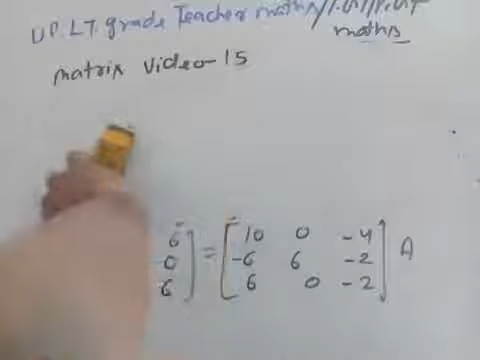 UP. LT. grade Teacher maths/
maths
matrix Video-15
6 ] = [ 10 0 -4 ] A
0 -6 6 -2
6 6 0 -2